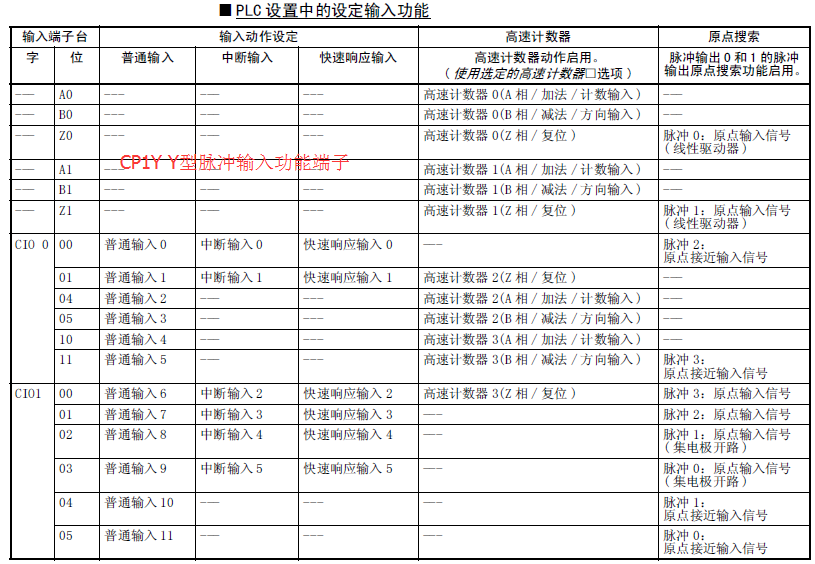 ■ PLC 设置中的设定输入功能
输入端子台 输入动作设定 高速计数器 原点搜索
字 位 普通输入 中断输入 快速响应输入 高速计数器动作启用。 脉冲输出 0 和 1 的脉冲
(使用选定的高速计数器□选项) 输出原点搜索功能启用。
--- A0 --- --- --- 高速计数器 0(A 相/加法/计数输入) ---
--- B0 --- --- --- 高速计数器 0(B 相/减法/方向输入) ---
--- Z0 --- --- --- 高速计数器 0(Z 相/复位) 脉冲 0: 原点输入信号
(线性驱动器)
CP1Y Y型脉冲输入功能端子
--- A1 --- --- --- 高速计数器 1(A 相/加法/计数输入) ---
--- B1 --- --- --- 高速计数器 1(B 相/减法/方向输入) ---
--- Z1 --- --- --- 高速计数器 1(Z 相/复位) 脉冲 1: 原点输入信号
(线性驱动器)
CIO 0 00 普通输入 0 中断输入 0 快速响应输入 0 --- 脉冲 2:
原点接近输入信号
01 普通输入 1 中断输入 1 快速响应输入 1 高速计数器 2(Z 相/复位) ---
04 普通输入 2 --- --- 高速计数器 2(A 相/加法/计数输入) ---
05 普通输入 3 --- --- 高速计数器 2(B 相/减法/方向输入) ---
10 普通输入 4 --- --- 高速计数器 3(A 相/加法/计数输入) ---
11 普通输入 5 --- --- 高速计数器 3(B 相/减法/方向输入) 脉冲 3:
原点接近输入信号
CIO1 00 普通输入 6 中断输入 2 快速响应输入 2 高速计数器 3(Z 相/复位) 脉冲 3: 原点输入信号
01 普通输入 7 中断输入 3 快速响应输入 3 --- 脉冲 2: 原点输入信号
02 普通输入 8 中断输入 4 快速响应输入 4 --- 脉冲 1: 原点输入信号
(集电极开路)
03 普通输入 9 中断输入 5 快速响应输入 5 --- 脉冲 0: 原点输入信号
(集电极开路)
04 普通输入 10 --- --- --- 脉冲 1:
原点接近输入信号
05 普通输入 11 --- --- --- 脉冲 0:
原点接近输入信号